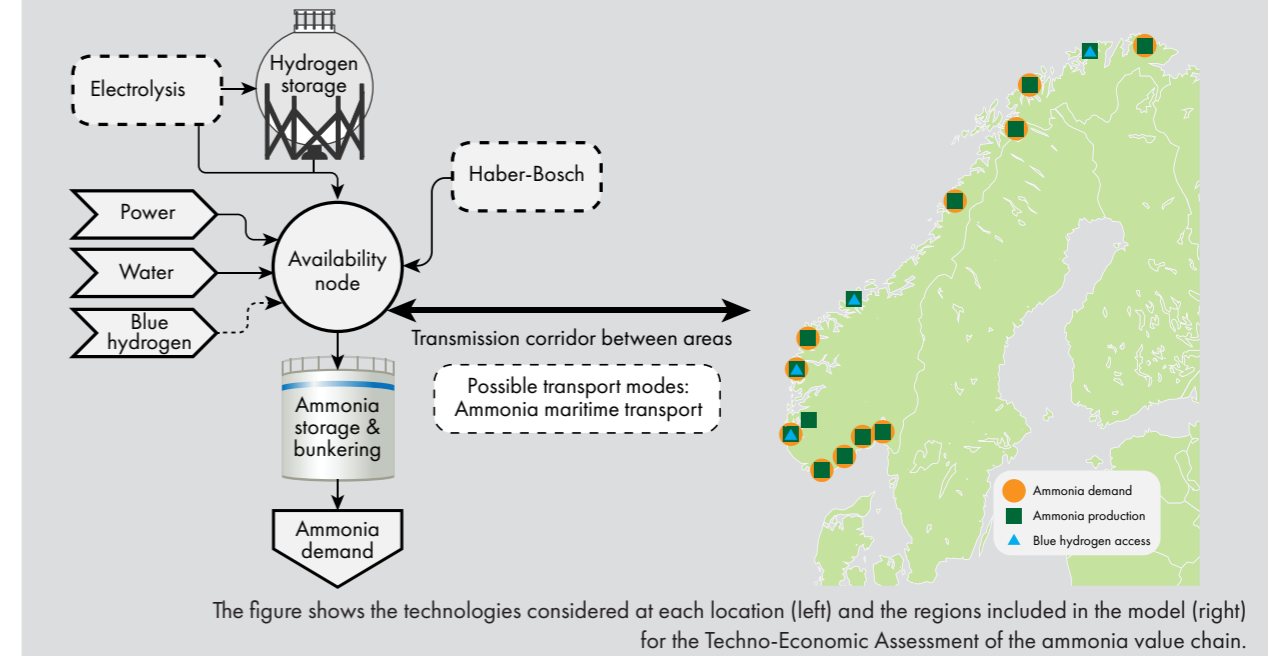 Hydrogen
storage
Electrolysis
Haber-Bosch
Power
Water
Blue
hydrogen
Availability
node
Transmission corridor between areas
Possible transport modes:
Ammonia maritime transport
Ammonia
storage &
bunkering
Ammonia
demand
Ammonia demand
Ammonia production
Blue hydrogen access
The figure shows the technologies considered at each location (left) and the regions included in the model (right)
for the Techno-Economic Assessment of the ammonia value chain.